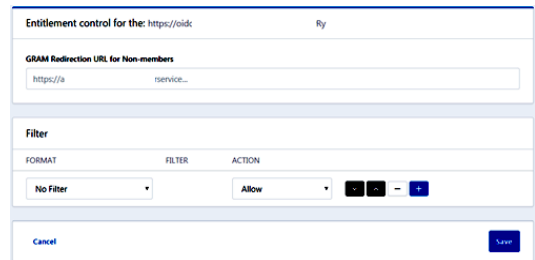 Entitlement control for the: https://oidc Ry
GRAM Redirection URL for Non-members
https://a rservice...
Filter
FORMAT FILTER ACTION
No Filter Allow
Cancel Save